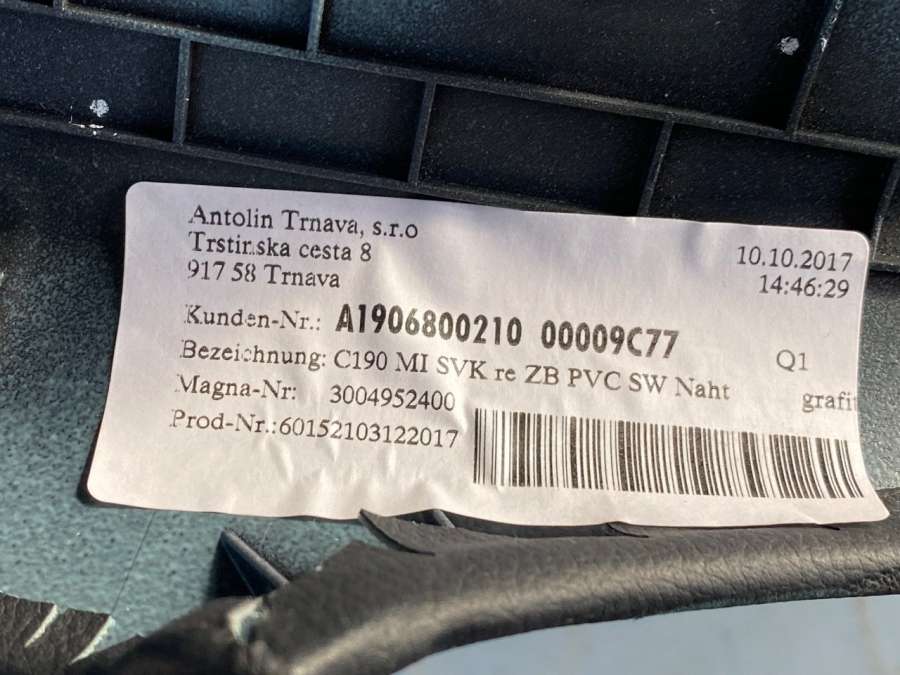 Antolin Trnava, s.r.o
Trstinska cesta 8
917 58 Trnava
10.10.2017
14:46:29
Kunden-Nr.: A1906800210 00009C77
Q1
Bezeichnung: C190 MI SVK re ZB PVC SW Naht
grafit
Magna-Nr: 3004952400
Prod-Nr.:60152103122017